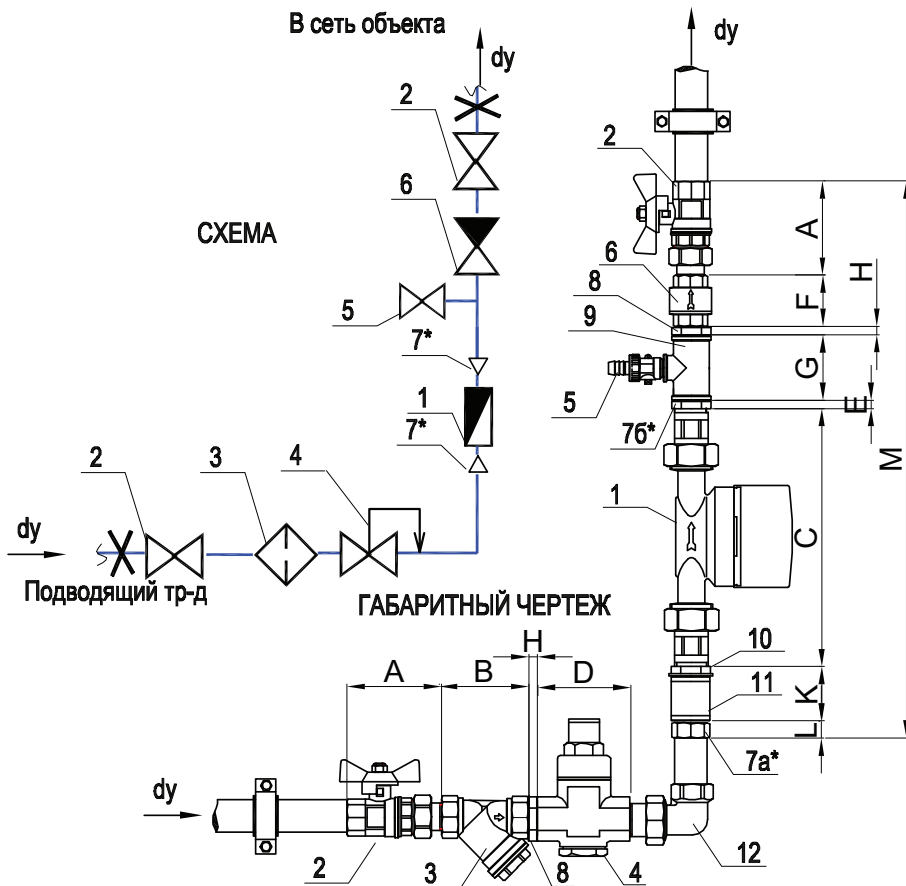 В сеть объекта
dy
dy
2
2
6
СХЕМА
A
H
6
8
F
9
5
7*
G
1
5
E
7б*
7*
M
2
3
4
1
C
dy
Подводящий тр-д
ГАБАРИТНЫЙ ЧЕРТЕЖ
H
10
A
B
D
11
K
L
7а*
dy
12
2
3
8
4